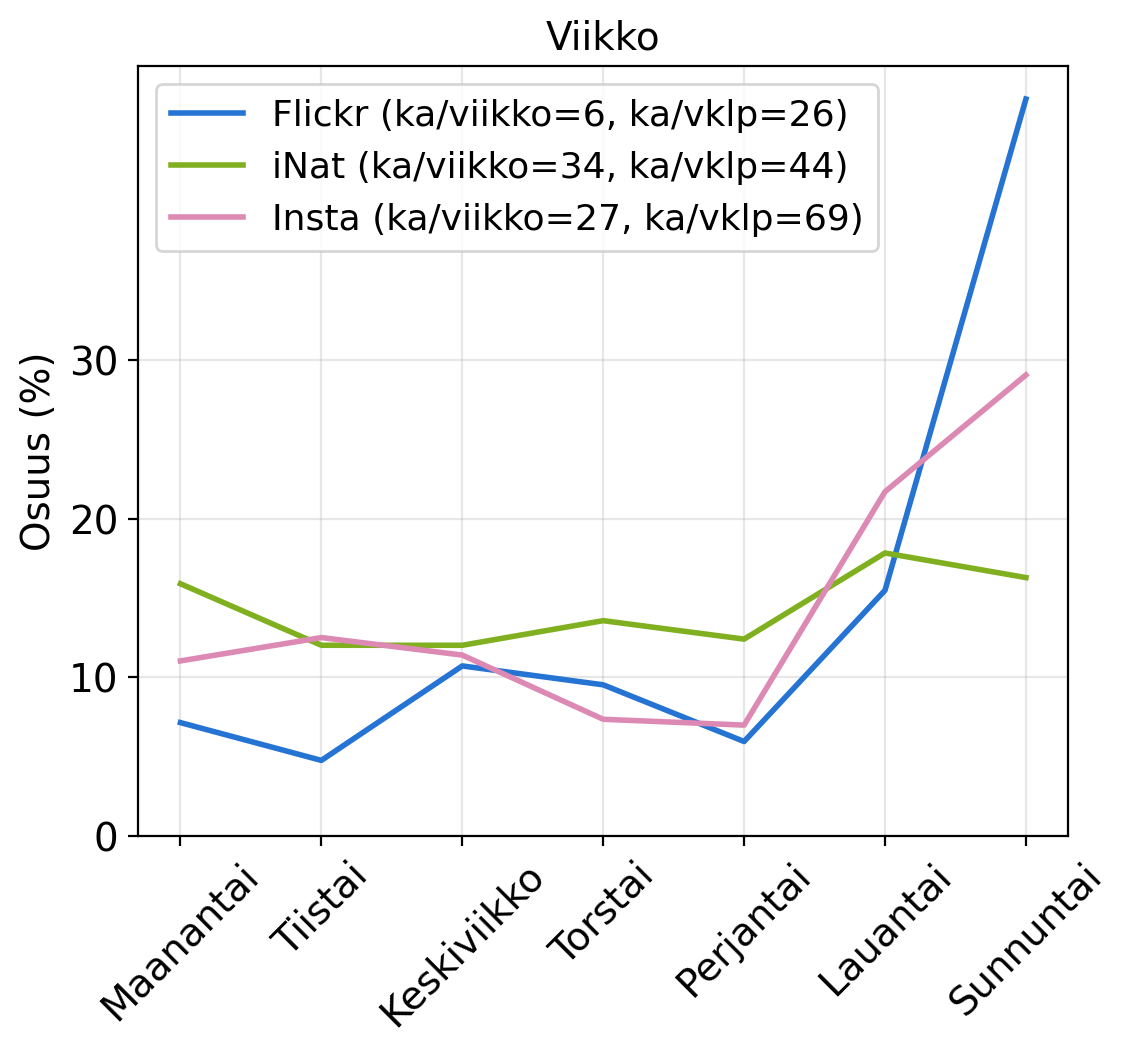 Viikko
Flickr (ka/viikko=6, ka/vklp=26)
iNat (ka/viikko=34, ka/vklp=44)
Insta (ka/viikko=27, ka/vklp=69)
Osuus (%)
30
20
10
0
Maanantai
Tiistai
Keskiviikko
Torstai
Perjantai
Lauantai
Sunnuntai